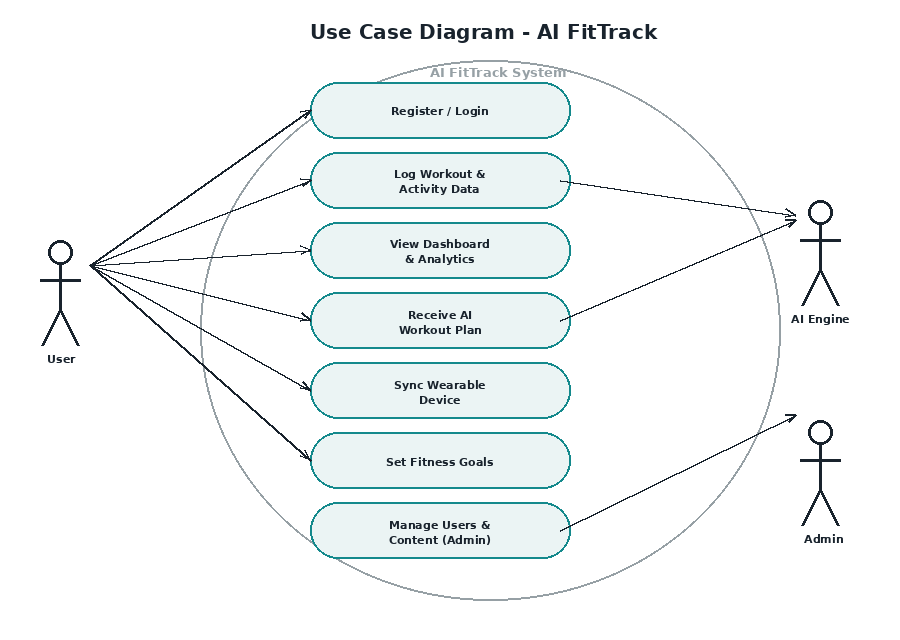 Use Case Diagram - AI FitTrack
AI FitTrack System
Register / Login
Log Workout &
Activity Data
View Dashboard
& Analytics
Receive AI
Workout Plan
Sync Wearable
Device
Set Fitness Goals
Manage Users &
Content (Admin)
User
AI Engine
Admin